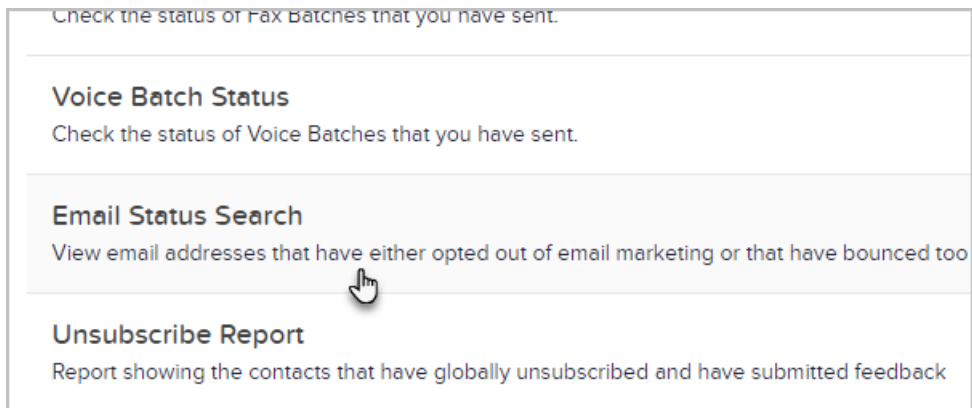 Check the status of Fax Batches that you have sent.
Voice Batch Status
Check the status of Voice Batches that you have sent.
Email Status Search
View email addresses that have either opted out of email marketing or that have bounced too
Unsubscribe Report
Report showing the contacts that have globally unsubscribed and have submitted feedback